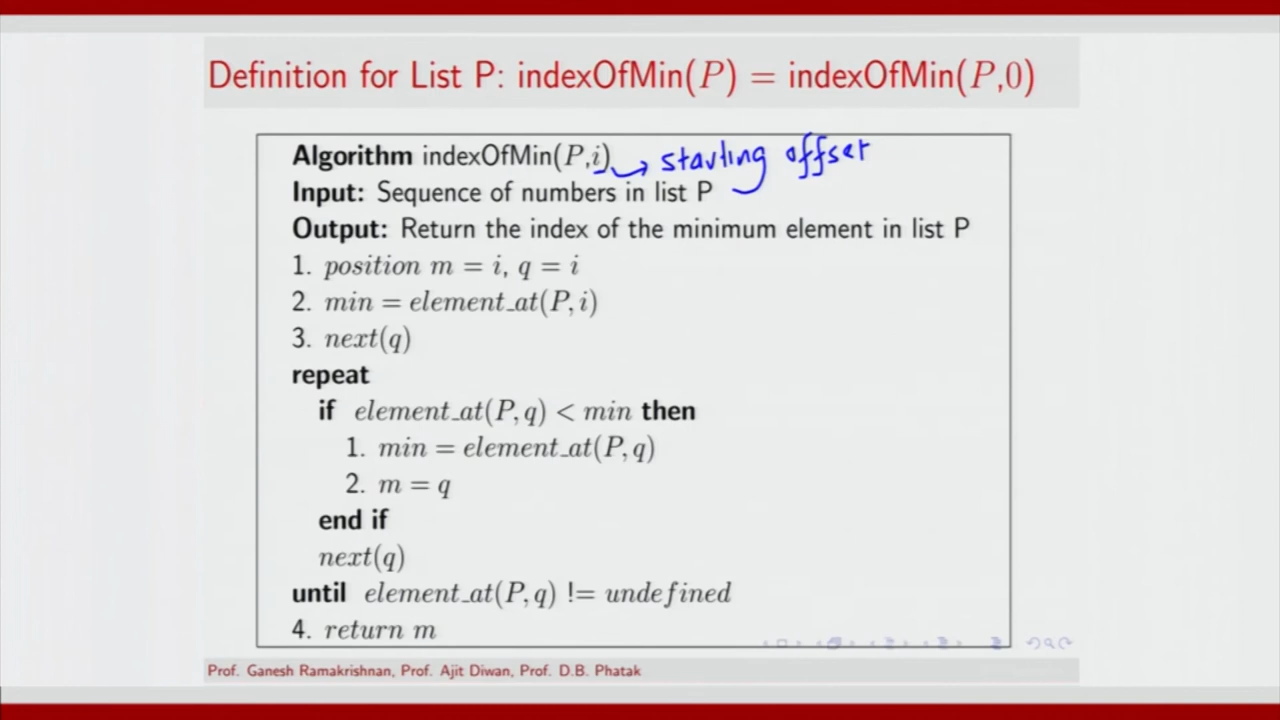 Definition for List P: indexOfMin(P) = indexOfMin(P,0)
Algorithm indexOfMin(P,i) → starting offset
Input: Sequence of numbers in list P
Output: Return the index of the minimum element in list P
1. position m = i, q = i
2. min = element_at(P, i)
3. next(q)
repeat
if element_at(P, q) < min then
1. min = element_at(P, q)
2. m = q
end if
next(q)
until element_at(P, q) != undefined
4. return m
Prof. Ganesh Ramakrishnan, Prof. Ajit Diwan, Prof. D.B. Phatak